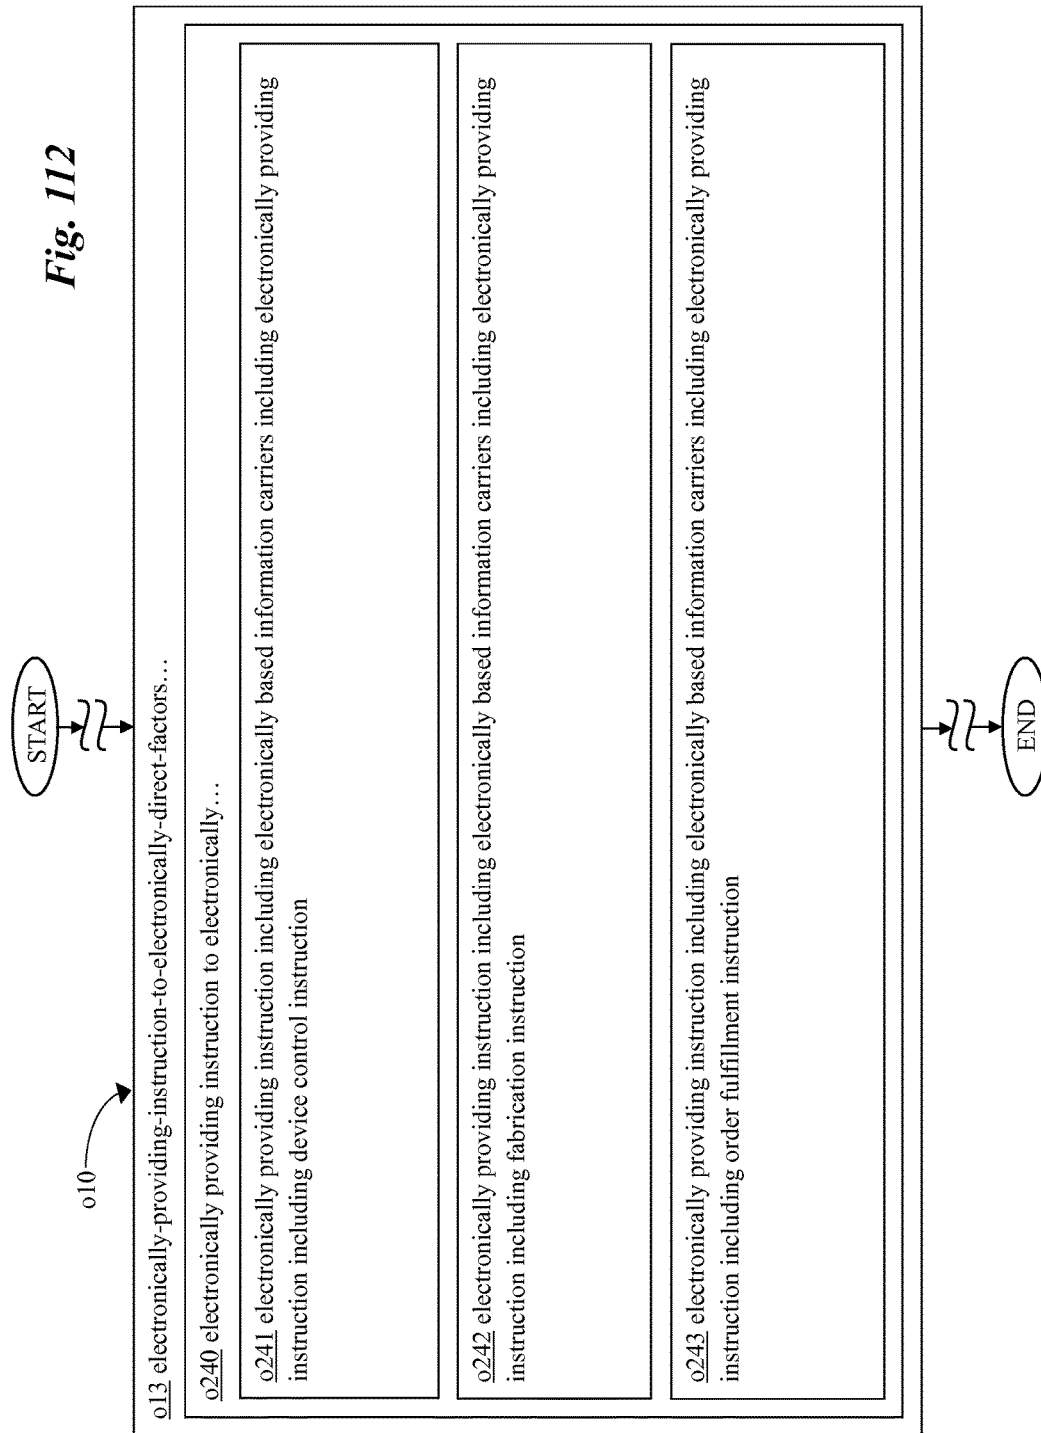 Fig. 112
START
o10
o13 electronically-providing-instruction-to-electronically-direct-factors…
o240 electronically providing instruction to electronically…
o241 electronically providing instruction including electronically based information carriers including electronically providing
instruction including device control instruction
o242 electronically providing instruction including electronically based information carriers including electronically providing
instruction including fabrication instruction
o243 electronically providing instruction including electronically based information carriers including electronically providing
instruction including order fulfillment instruction
END